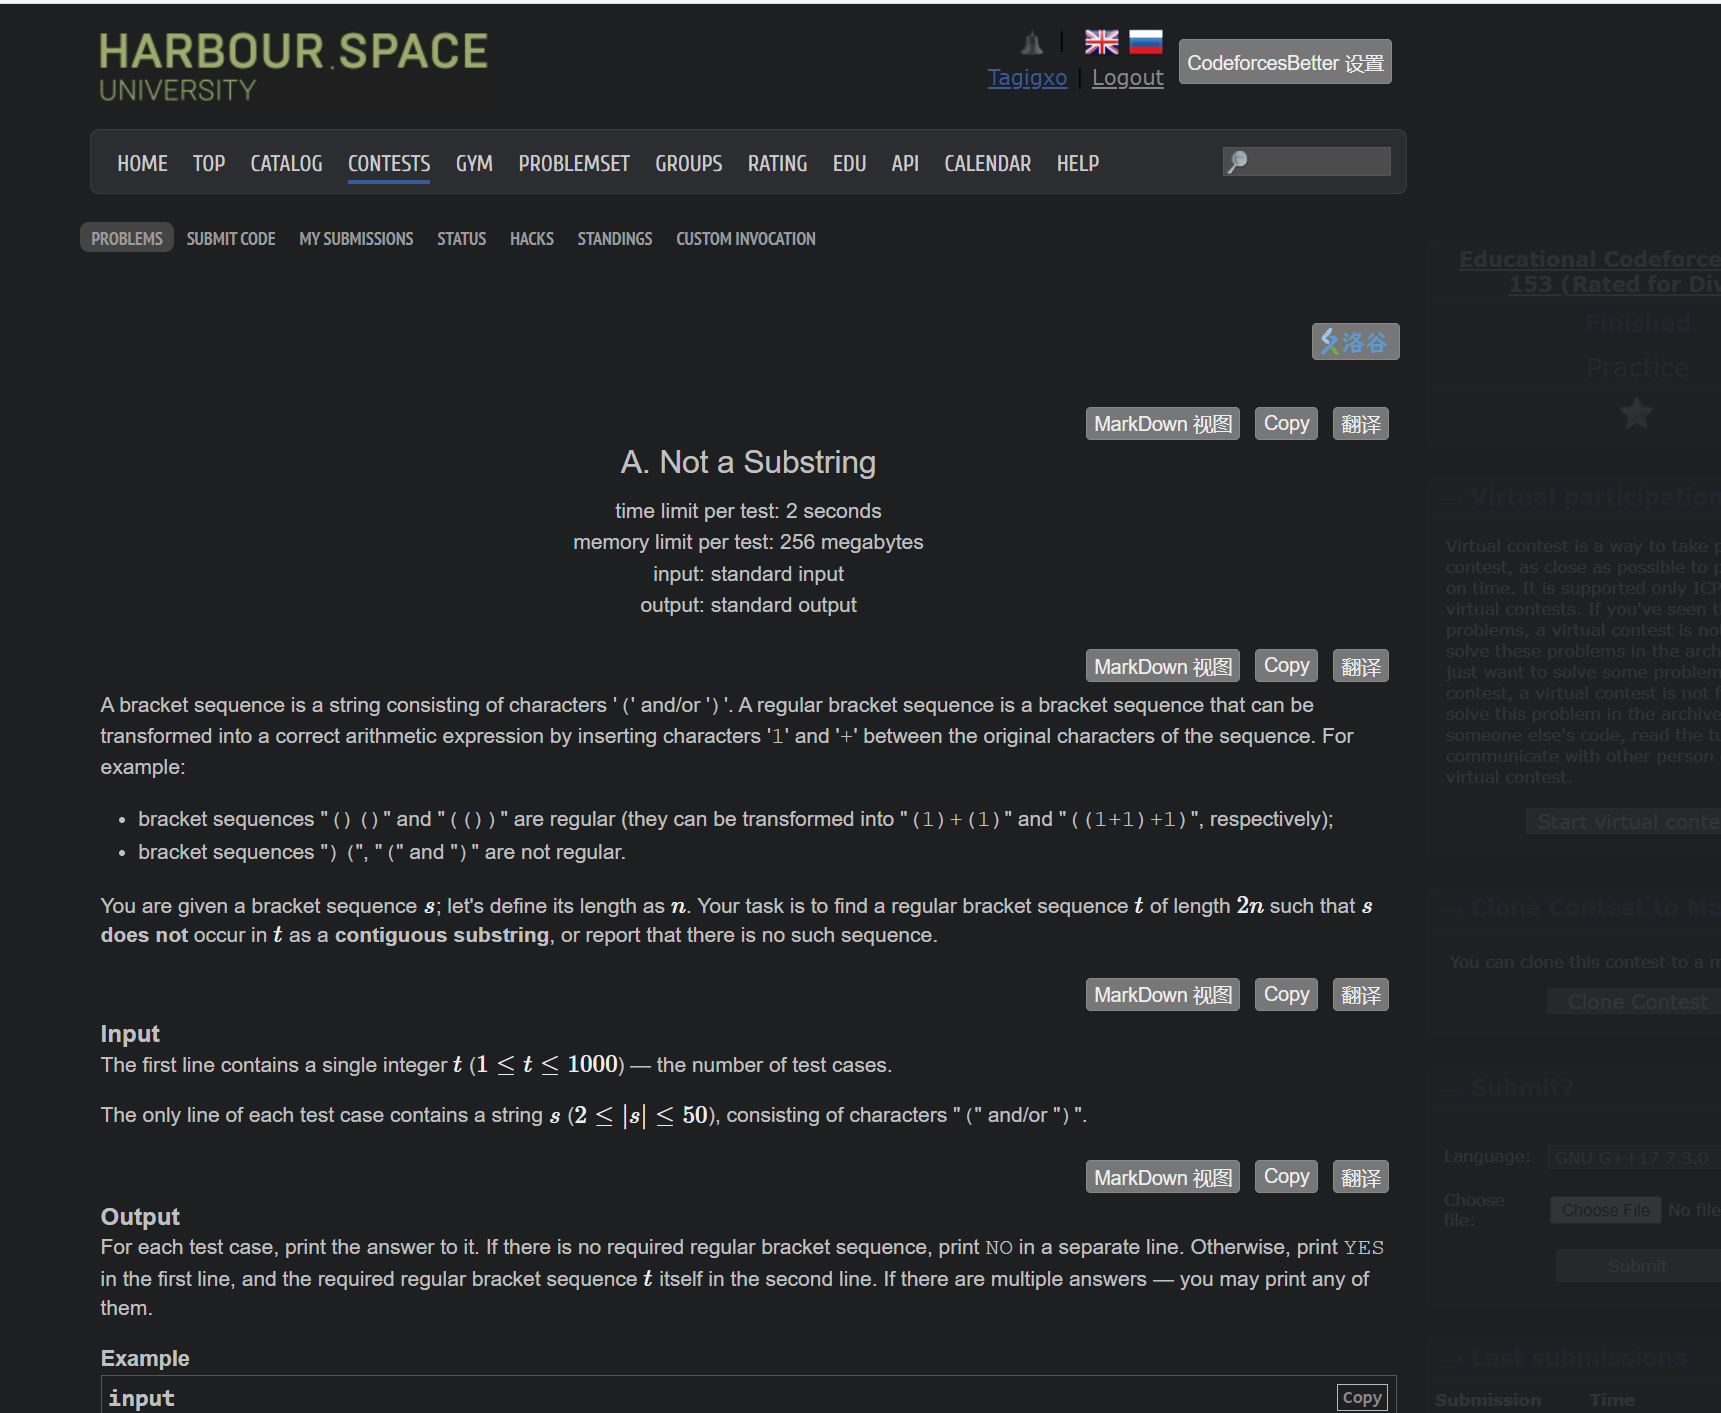 HARBOUR.SPACE
UNIVERSITY
Tagigxo | Logout
CodeforcesBetter 设置
HOME TOP CATALOG CONTESTS GYM PROBLEMSET GROUPS RATING EDU API CALENDAR HELP
PROBLEMS SUBMIT CODE MY SUBMISSIONS STATUS HACKS STANDINGS CUSTOM INVOCATION
洛谷
MarkDown 视图 Copy 翻译
A. Not a Substring
time limit per test: 2 seconds
memory limit per test: 256 megabytes
input: standard input
output: standard output
MarkDown 视图 Copy 翻译
A bracket sequence is a string consisting of characters '(' and/or ')'. A regular bracket sequence is a bracket sequence that can be
transformed into a correct arithmetic expression by inserting characters '1' and '+' between the original characters of the sequence. For
example:
• bracket sequences "()()" and "(())" are regular (they can be transformed into "(1)+(1)" and "((1+1)+1)", respectively);
• bracket sequences ")(", "(" and ")" are not regular.
You are given a bracket sequence s; let's define its length as n. Your task is to find a regular bracket sequence t of length 2n such that s
does not occur in t as a contiguous substring, or report that there is no such sequence.
MarkDown 视图 Copy 翻译
Input
The first line contains a single integer t (1 ≤ t ≤ 1000) — the number of test cases.
The only line of each test case contains a string s (2 ≤ |s| ≤ 50), consisting of characters "(" and/or ")".
MarkDown 视图 Copy 翻译
Output
For each test case, print the answer to it. If there is no required regular bracket sequence, print NO in a separate line. Otherwise, print YES
in the first line, and the required regular bracket sequence t itself in the second line. If there are multiple answers — you may print any of
them.
Example
input
Copy
Educational Codeforce
153 (Rated for Div
Finished
Practice
→ Virtual participation
Virtual contest is a way to take p
contest, as close as possible to p
on time. It is supported only ICP
virtual contests. If you've seen t
problems, a virtual contest is no
solve these problems in the arch
just want to solve some problem
contest, a virtual contest is not f
solve this problem in the archive
someone else's code, read the tu
communicate with other person
virtual contest.
Start virtual conte
→ Clone Contest to Ma
You can clone this contest to a m
Clone Contest
→ Submit?
Language: GNU G++17 7.3.0
Choose
file:
Choose File No file
Submit
→ Last submissions
Submission Time